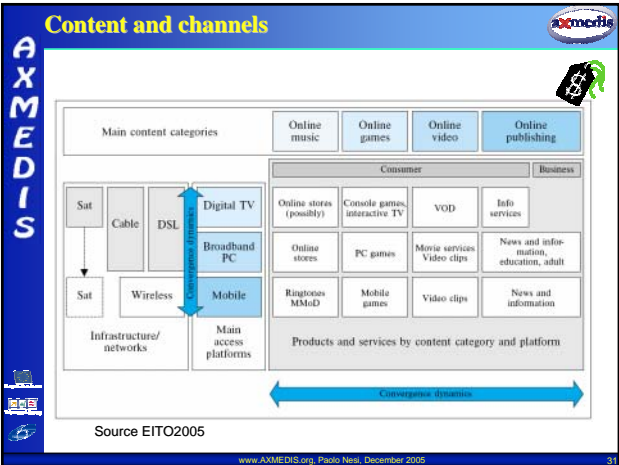 Content and channels
axmedis
AXMEDIS
$
Main content categories
Online
music
Online
games
Online
video
Online
publishing
Consumer
Business
Sat
Cable
DSL
Sat
Wireless
Convergence dynamics
Digital TV
Broadband
PC
Mobile
Online stores
(possibly)
Console games,
interactive TV
VOD
Info
services
Online
stores
PC games
Movie services
Video clips
News and infor-
mation,
education, adult
Ringtones
MMoD
Mobile
games
Video clips
News and
information
Infrastructure/
networks
Main
access
platforms
Products and services by content category and platform
Convergence dynamics
Source EITO2005
www.AXMEDIS.org, Paolo Nesi, December 2005
31